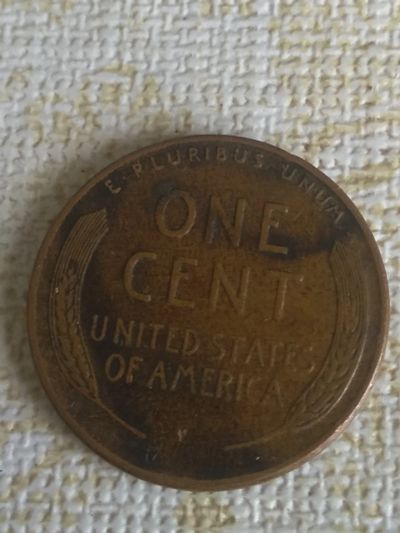 E·PLURIBUS·UNUM
ONE
CENT
UNITED STATES
OF AMERICA